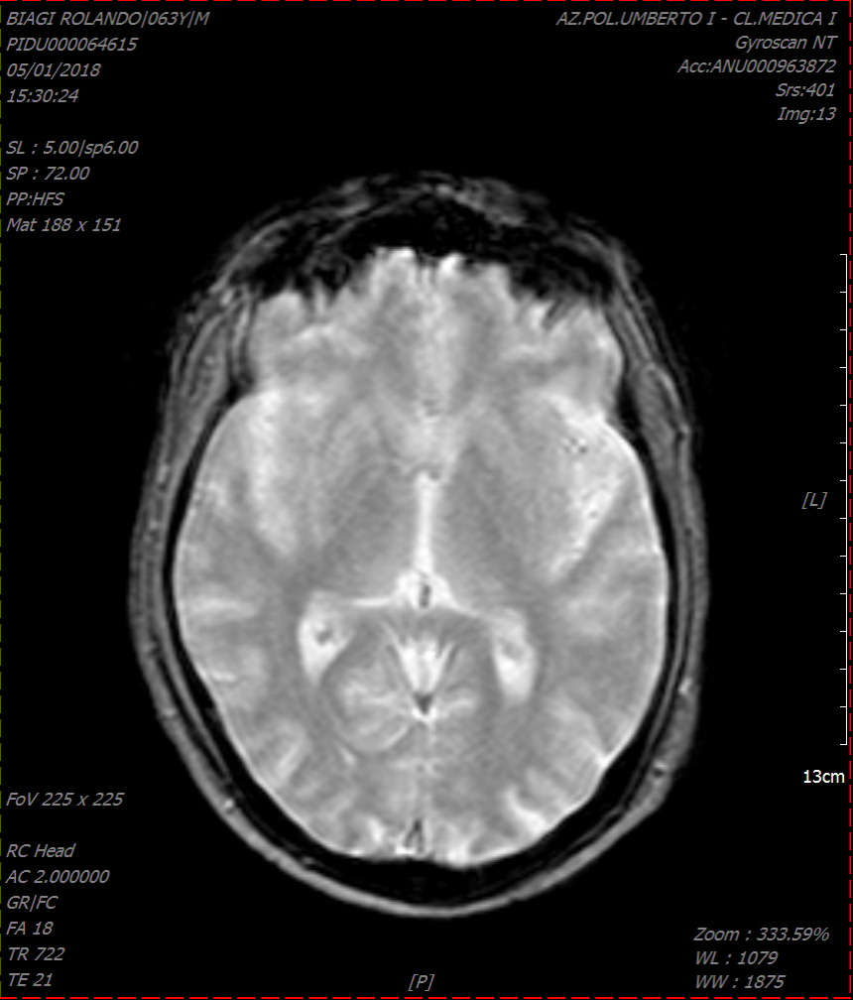 BIAGI ROLANDO|063Y|M
PIDU000064615
05/01/2018
15:30:24
AZ.POL.UMBERTO I - CL.MEDICA I
Gyroscan NT
Acc:ANU000963872
Srs:401
Img:13
SL : 5.00|sp6.00
SP : 72.00
PP:HFS
Mat 188 x 151
[L]
13cm
FoV 225 x 225
RC Head
AC 2.000000
GR/FC
FA 18
TR 722
TE 21
[P]
Zoom : 333.59%
WL : 1079
WW : 1875